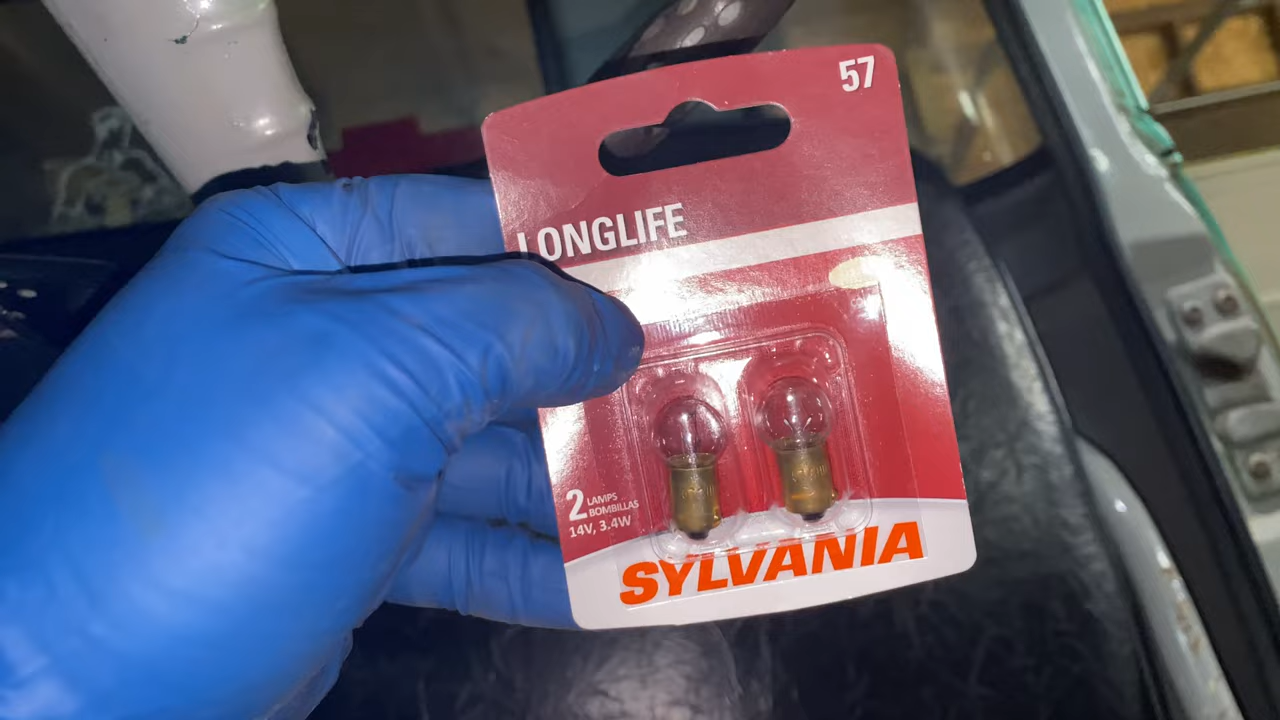 57
LONGLIFE
2 LAMPS
BOMBILLAS
14V, 3.4W
SYLVANIA